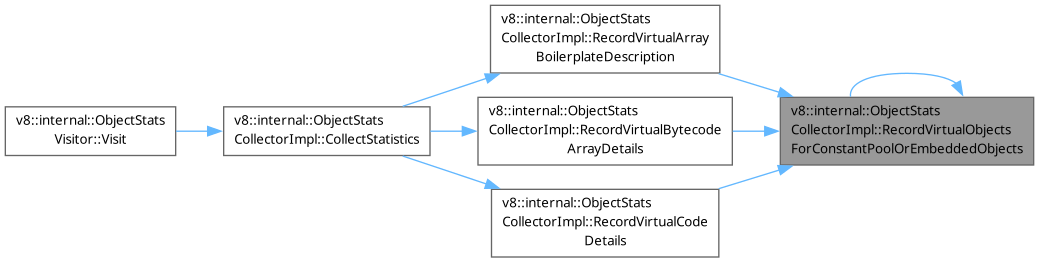 v8::internal::ObjectStats
Visitor::Visit
v8::internal::ObjectStats
CollectorImpl::CollectStatistics
v8::internal::ObjectStats
CollectorImpl::RecordVirtualArray
BoilerplateDescription
v8::internal::ObjectStats
CollectorImpl::RecordVirtualBytecode
ArrayDetails
v8::internal::ObjectStats
CollectorImpl::RecordVirtualCode
Details
v8::internal::ObjectStats
CollectorImpl::RecordVirtualObjects
ForConstantPoolOrEmbeddedObjects